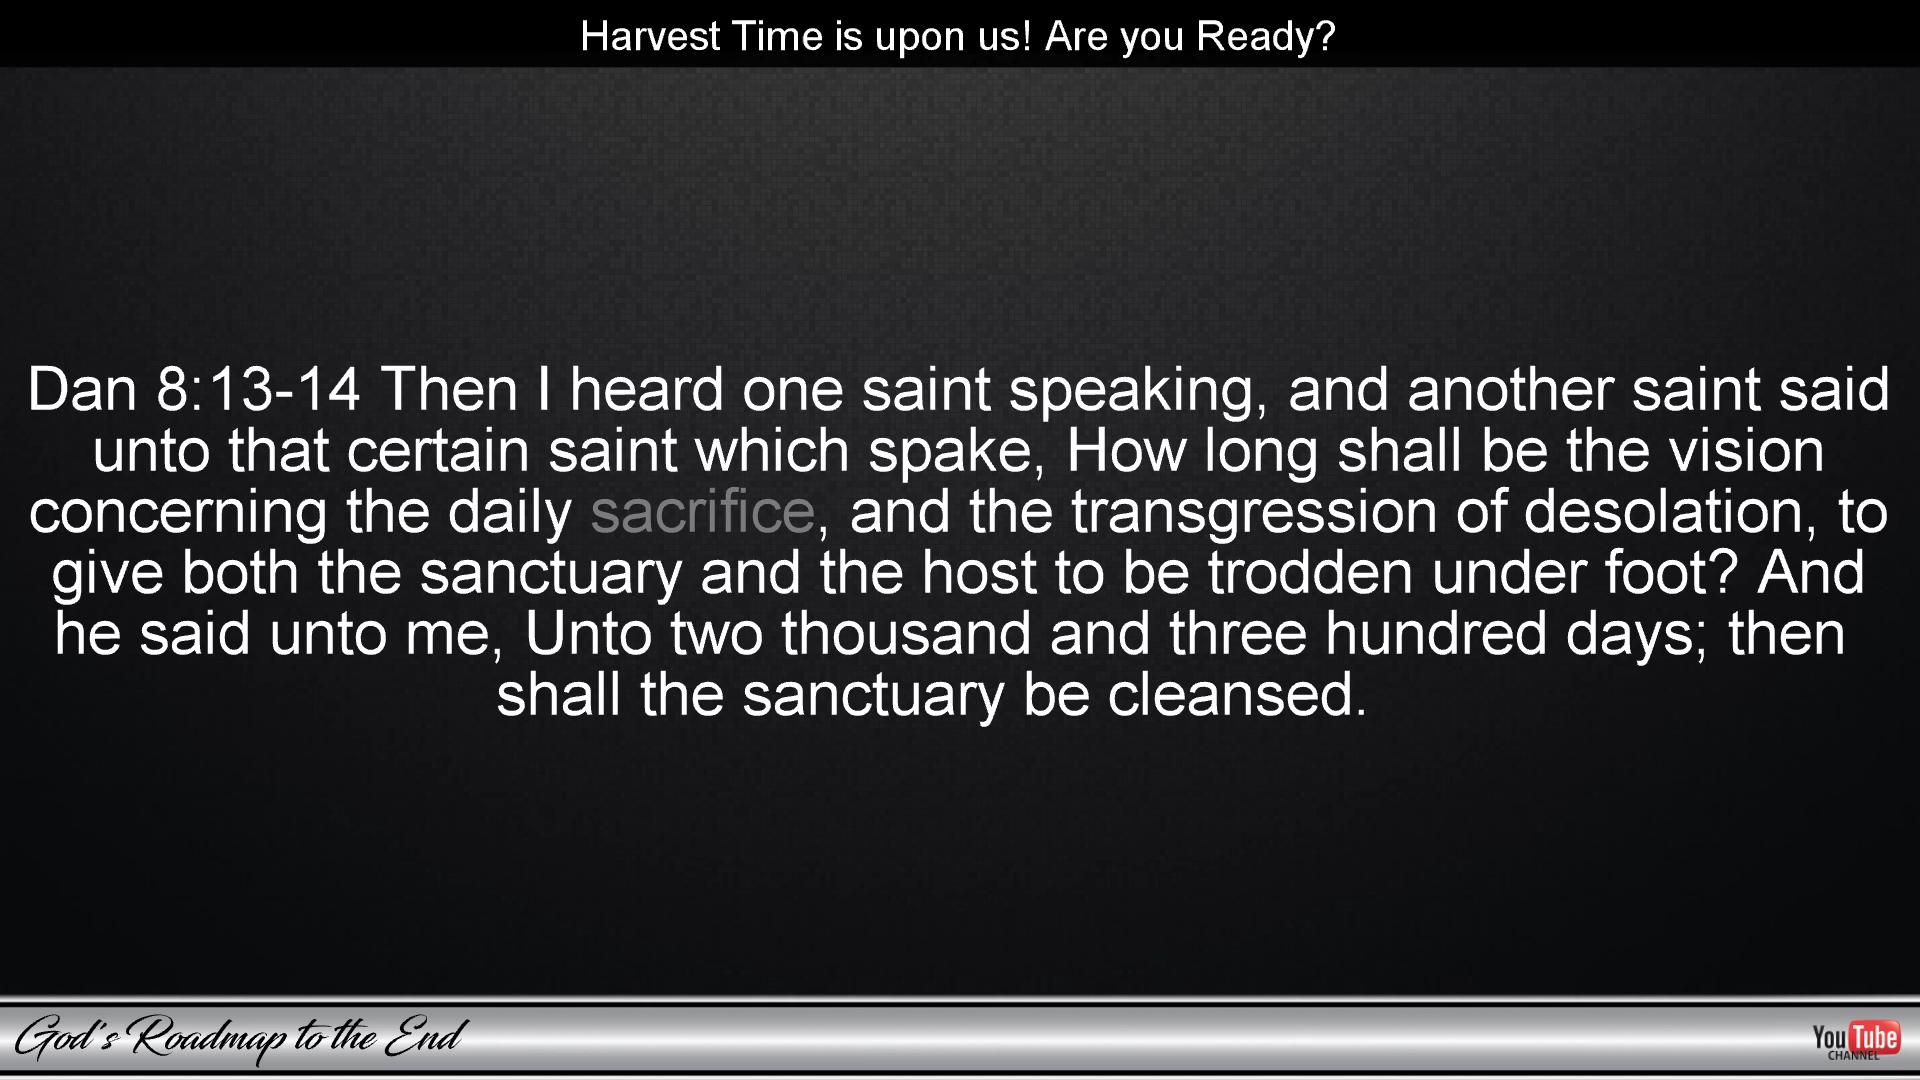 Harvest Time is upon us! Are you Ready?
Dan 8:13-14 Then I heard one saint speaking, and another saint said
unto that certain saint which spake, How long shall be the vision
concerning the daily sacrifice, and the transgression of desolation, to
give both the sanctuary and the host to be trodden under foot? And
he said unto me, Unto two thousand and three hundred days; then
shall the sanctuary be cleansed.
God's Roadmap to the End
YouTube
CHANNEL